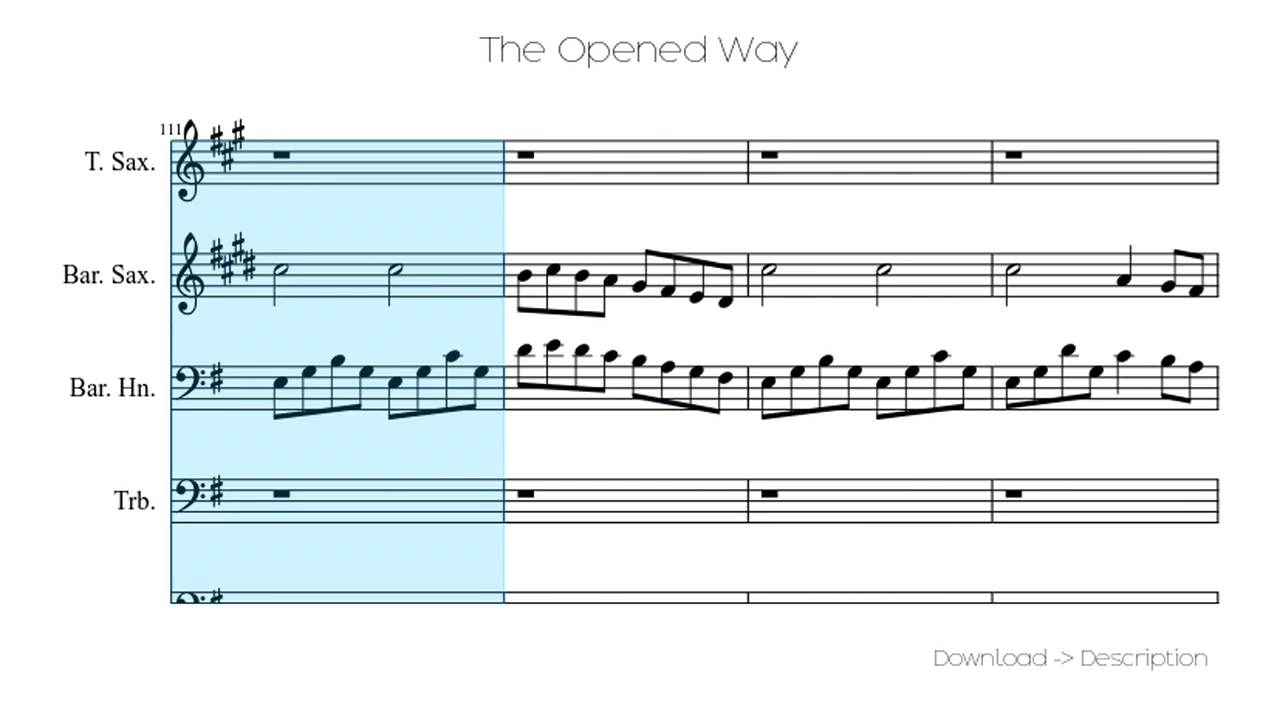 The Opened Way
111
T. Sax.
Bar. Sax.
Bar. Hn.
Trb.
Download -> Description